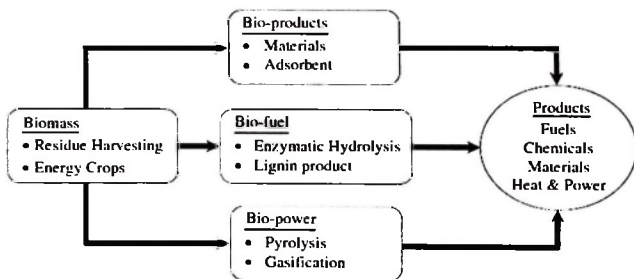 Bio-products
• Materials
• Adsorbent
Biomass
• Residue Harvesting
• Energy Crops
Bio-fuel
• Enzymatic Hydrolysis
• Lignin product
Bio-power
• Pyrolysis
• Gasification
Products
Fuels
Chemicals
Materials
Heat & Power